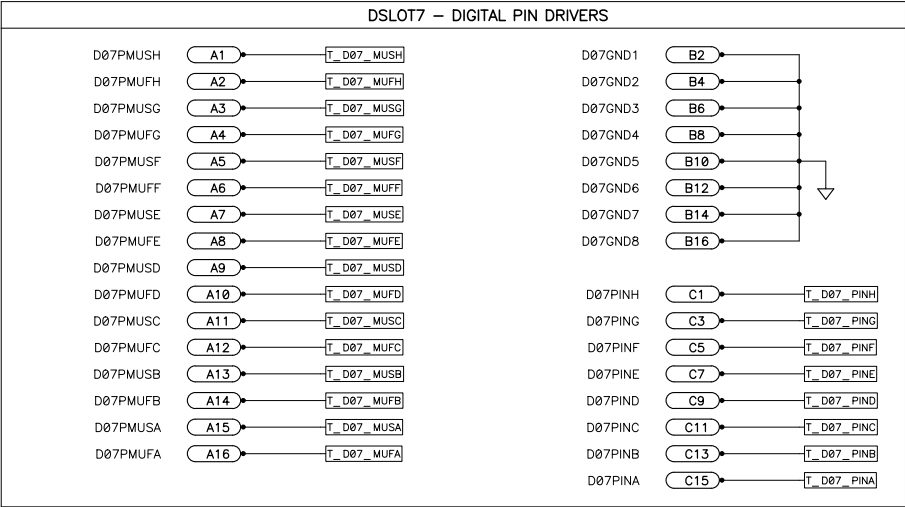 DSLOT7 – DIGITAL PIN DRIVERS
D07PMUSH A1 T_D07_MUSH
D07PMUFH A2 T_D07_MUFH
D07PMUSG A3 T_D07_MUSG
D07PMUFG A4 T_D07_MUFG
D07PMUSF A5 T_D07_MUSF
D07PMUFF A6 T_D07_MUFF
D07PMUSE A7 T_D07_MUSE
D07PMUFE A8 T_D07_MUFE
D07PMUSD A9 T_D07_MUSD
D07PMUFD A10 T_D07_MUFD
D07PMUSC A11 T_D07_MUSC
D07PMUFC A12 T_D07_MUFC
D07PMUSB A13 T_D07_MUSB
D07PMUFB A14 T_D07_MUFB
D07PMUSA A15 T_D07_MUSA
D07PMUFA A16 T_D07_MUFA
D07GND1 B2
D07GND2 B4
D07GND3 B6
D07GND4 B8
D07GND5 B10
D07GND6 B12
D07GND7 B14
D07GND8 B16
D07PINH C1 T_D07_PINH
D07PING C3 T_D07_PING
D07PINF C5 T_D07_PINF
D07PINE C7 T_D07_PINE
D07PIND C9 T_D07_PIND
D07PINC C11 T_D07_PINC
D07PINB C13 T_D07_PINB
D07PINA C15 T_D07_PINA